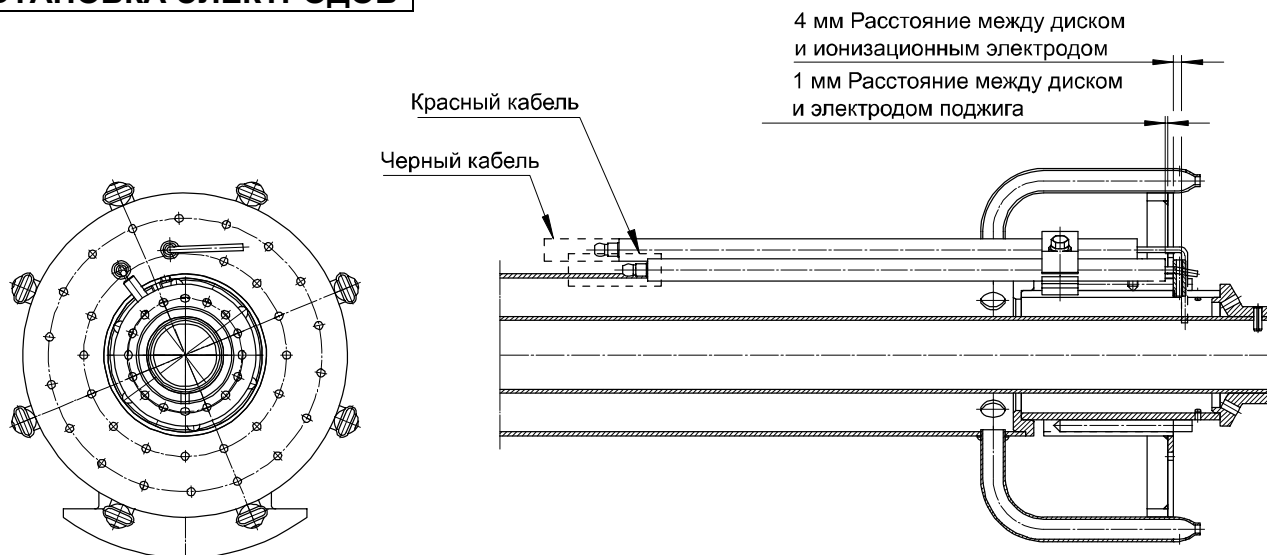 4 мм Расстояние между диском
и ионизационным электродом
1 мм Расстояние между диском
и электродом поджига
Красный кабель
Черный кабель